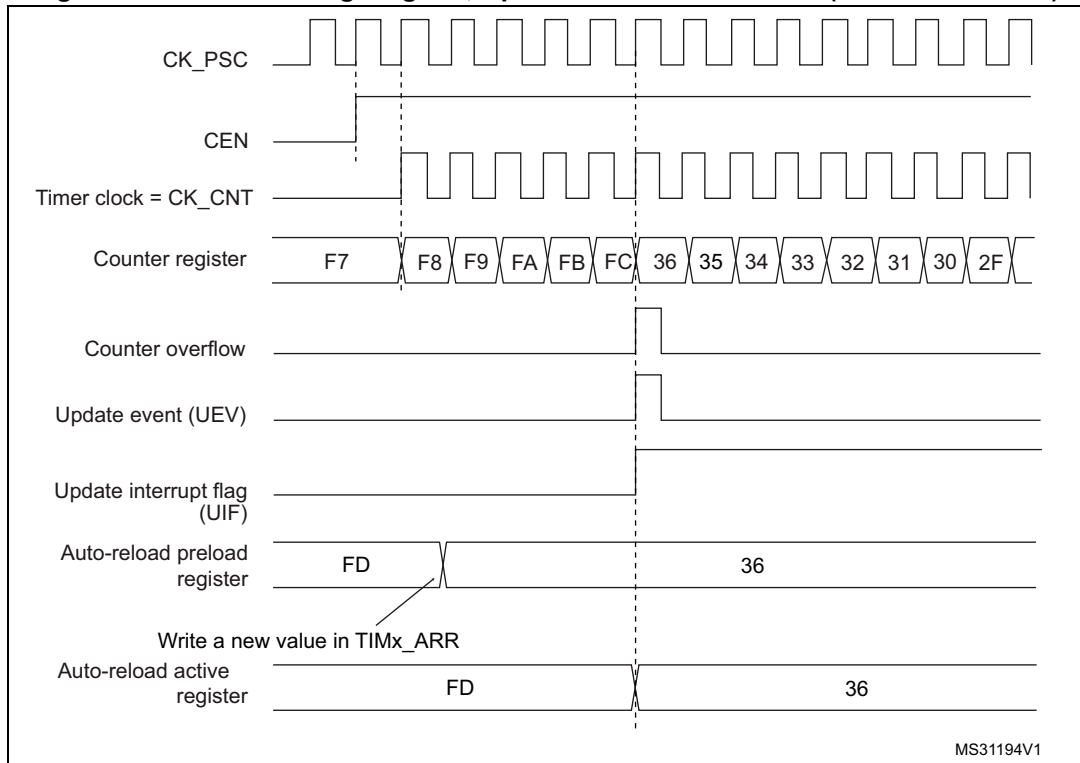 CK_PSC
CEN
Timer clock = CK_CNT
Counter register
F7 F8 F9 FA FB FC 36 35 34 33 32 31 30 2F
Counter overflow
Update event (UEV)
Update interrupt flag
(UIF)
Auto-reload preload
register
FD 36
Write a new value in TIMx_ARR
Auto-reload active
register
FD 36
MS31194V1